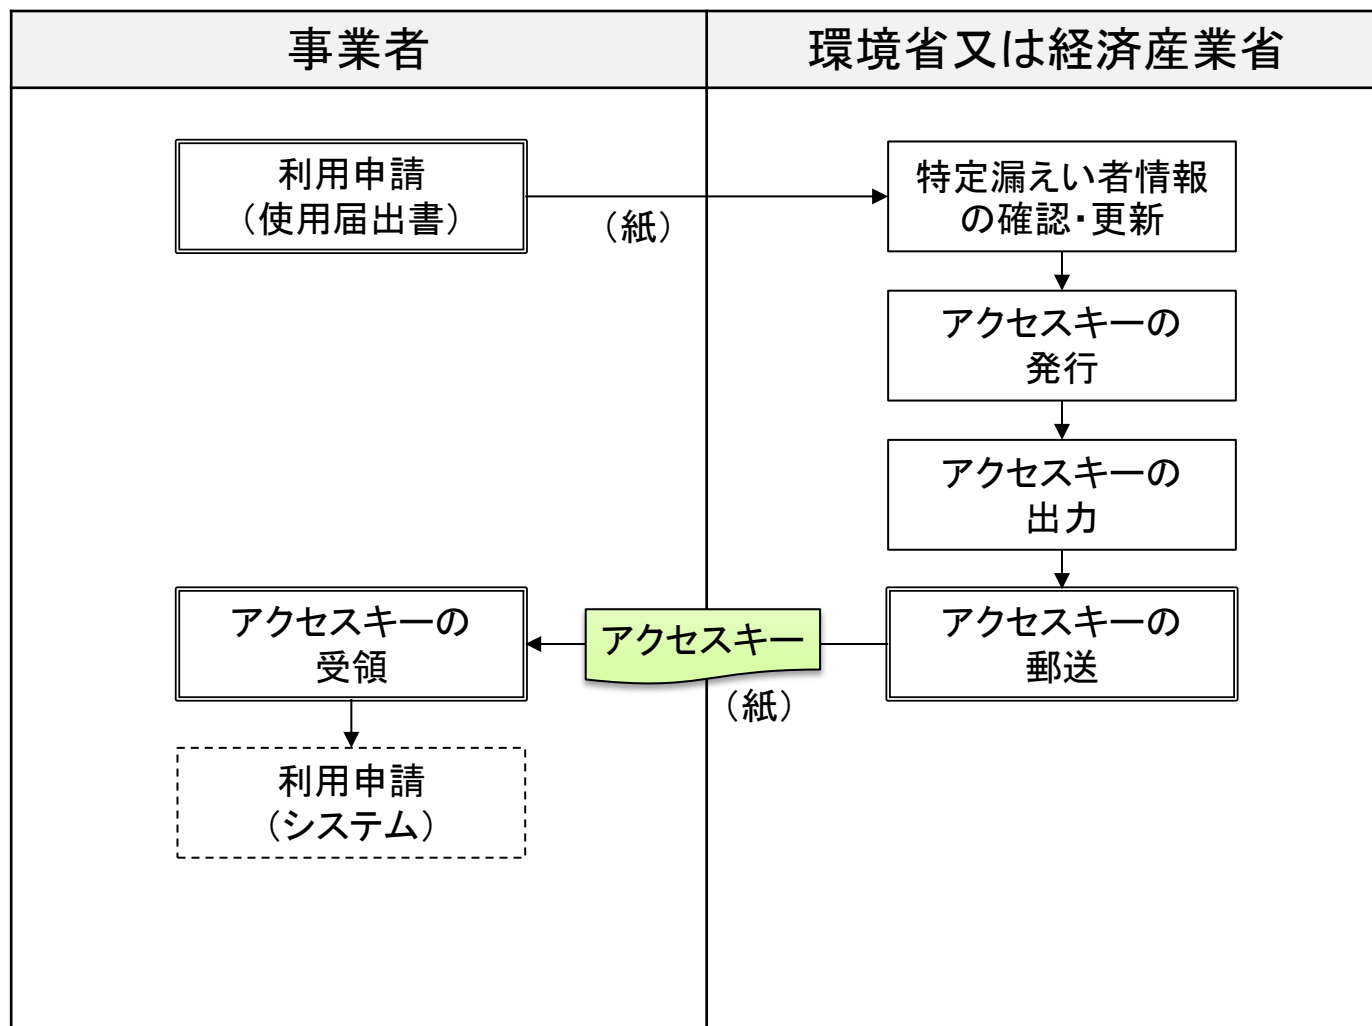 事業者
環境省又は経済産業省
利用申請
（使用届出書）
（紙）
特定漏えい者情報
の確認・更新
アクセスキーの
発行
アクセスキーの
出力
アクセスキーの
郵送
アクセスキー
（紙）
アクセスキーの
受領
利用申請
（システム）